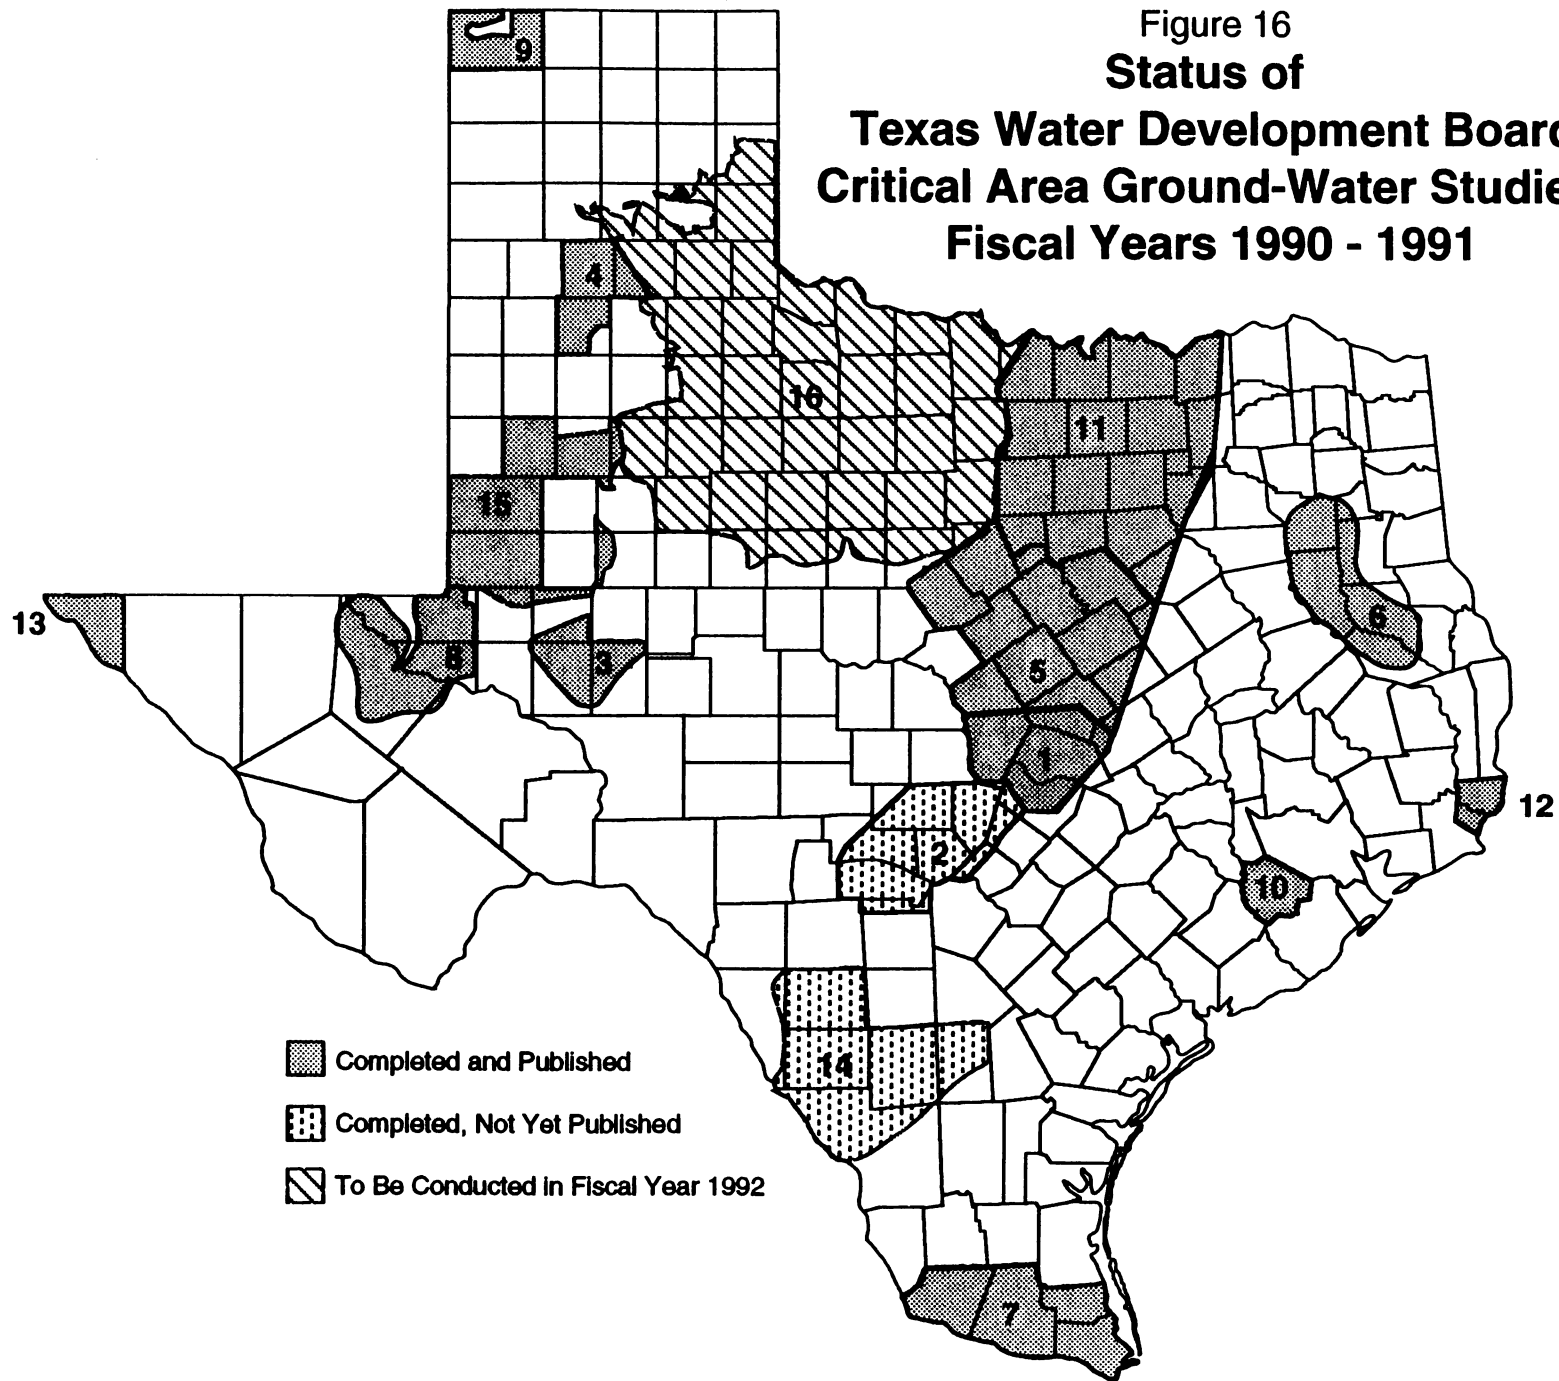 Figure 16
Status of
Texas Water Development Board
Critical Area Ground-Water Studie
Fiscal Years 1990 - 1991
9
4
16
11
15
13
8
3
6
5
1
12
2
10
14
Completed and Published
Completed, Not Yet Published
To Be Conducted in Fiscal Year 1992
7